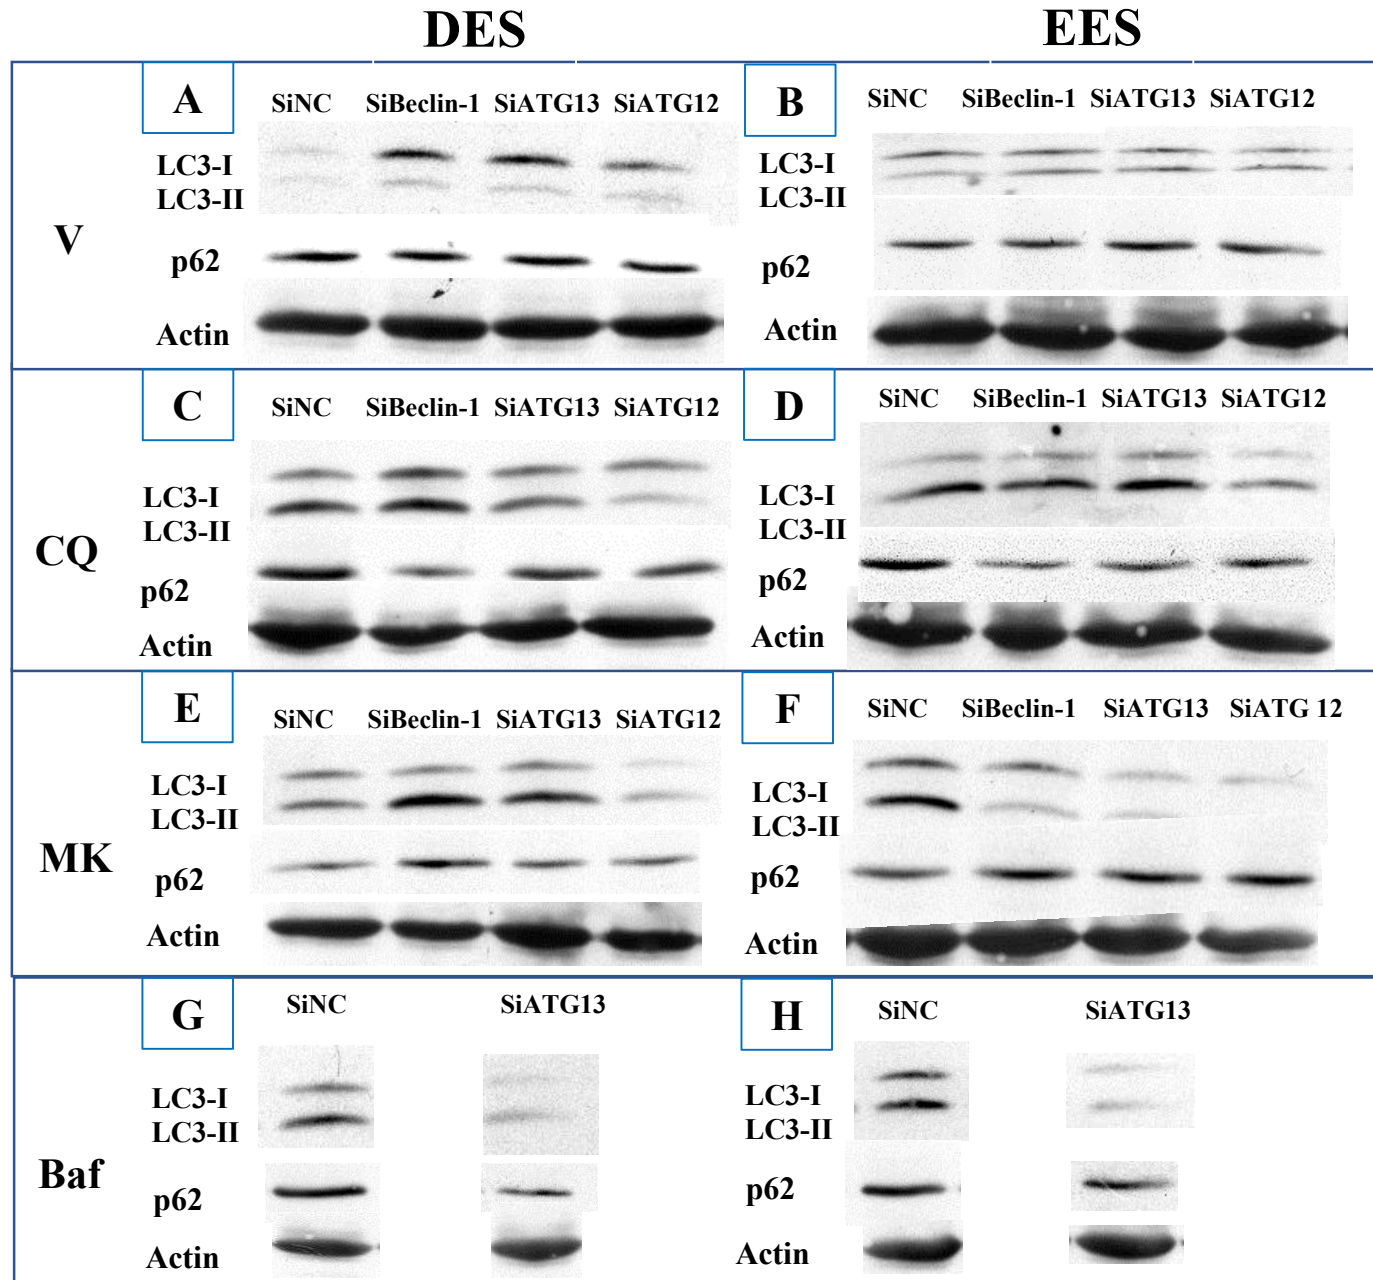 DES EES
V
A SiNC SiBeclin-1 SiATG13 SiATG12
LC3-I
LC3-II
p62
Actin
B SiNC SiBeclin-1 SiATG13 SiATG12
LC3-I
LC3-II
p62
Actin
CQ
C SiNC SiBeclin-1 SiATG13 SiATG12
LC3-I
LC3-II
p62
Actin
D SiNC SiBeclin-1 SiATG13 SiATG12
LC3-I
LC3-II
p62
Actin
MK
E SiNC SiBeclin-1 SiATG13 SiATG12
LC3-I
LC3-II
p62
Actin
F SiNC SiBeclin-1 SiATG13 SiATG 12
LC3-I
LC3-II
p62
Actin
Baf
G SiNC SiATG13
LC3-I
LC3-II
p62
Actin
H SiNC SiATG13
LC3-I
LC3-II
p62
Actin